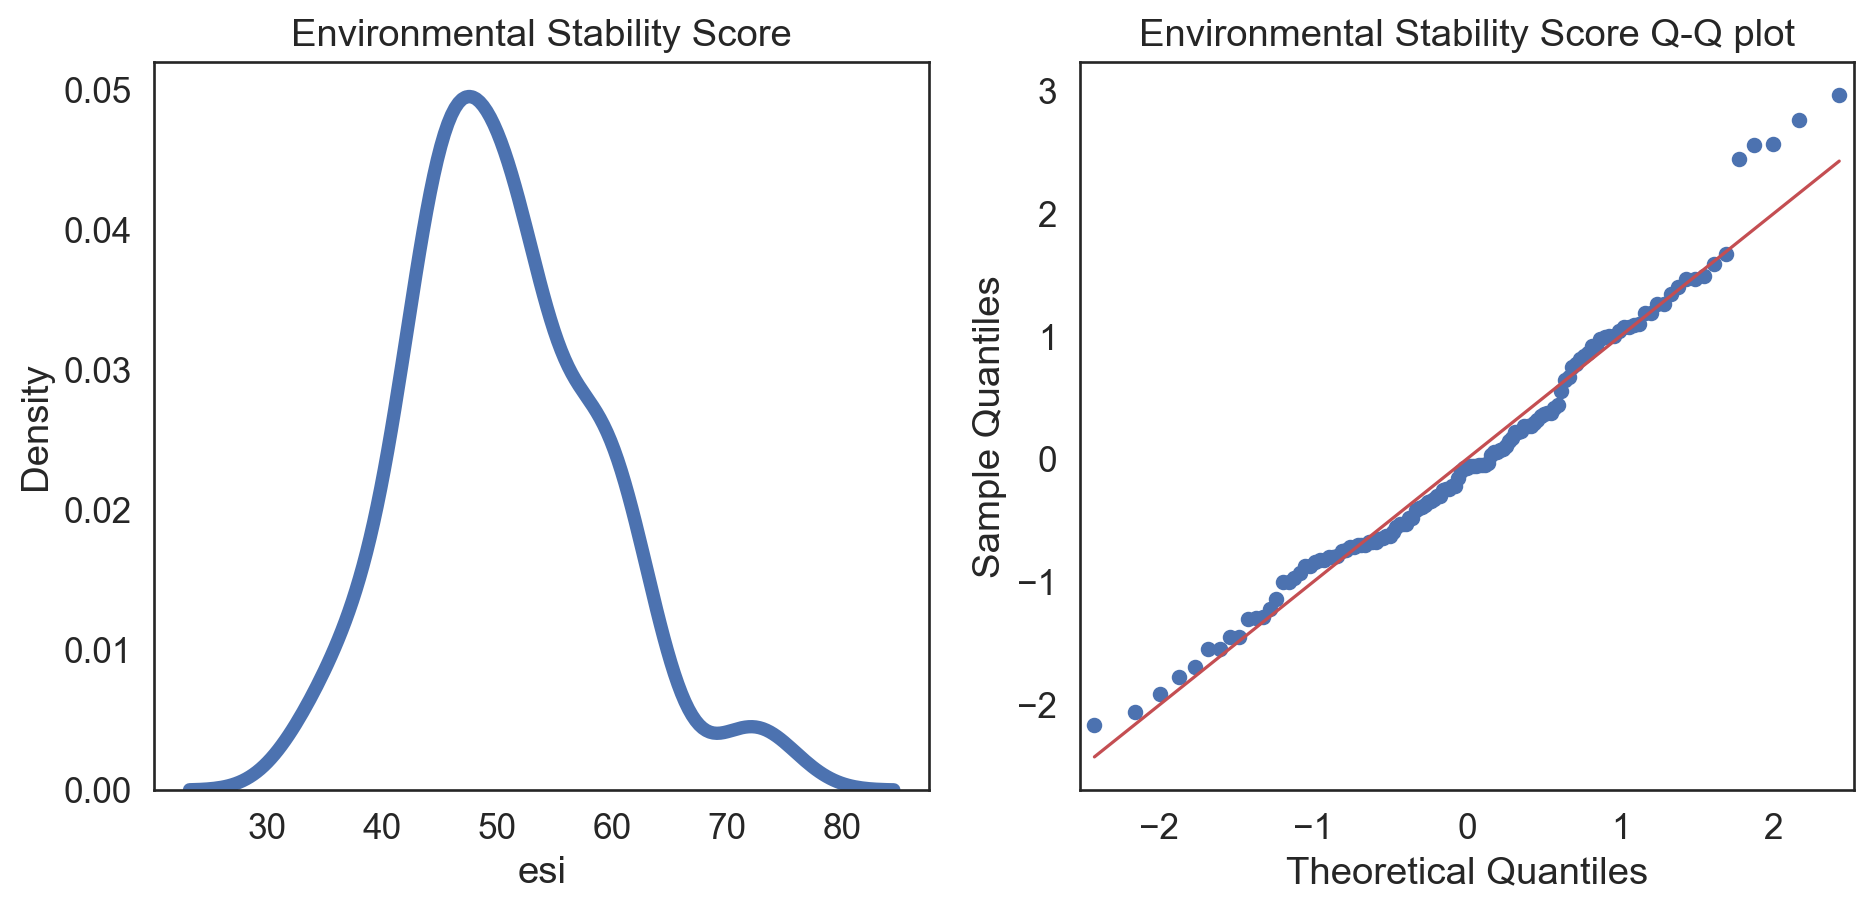 Environmental Stability Score
0.05
0.04
0.03
0.02
0.01
0.00
Density
30 40 50 60 70 80
esi
Environmental Stability Score Q-Q plot
3
2
1
0
−1
−2
Sample Quantiles
−2 −1 0 1 2
Theoretical Quantiles